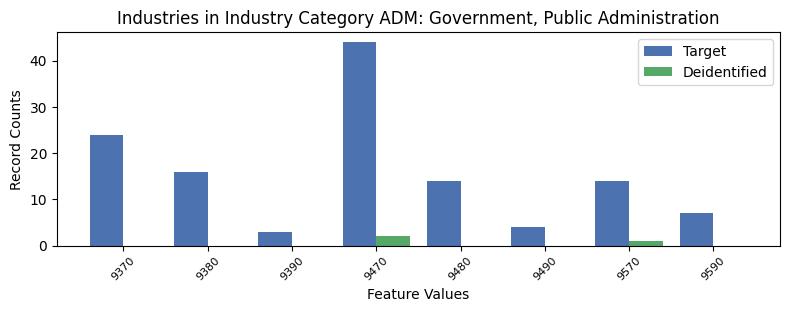 Industries in Industry Category ADM: Government, Public Administration
Target
Deidentified
Record Counts
40
30
20
10
0
9370 9380 9390 9470 9480 9490 9570 9590
Feature Values